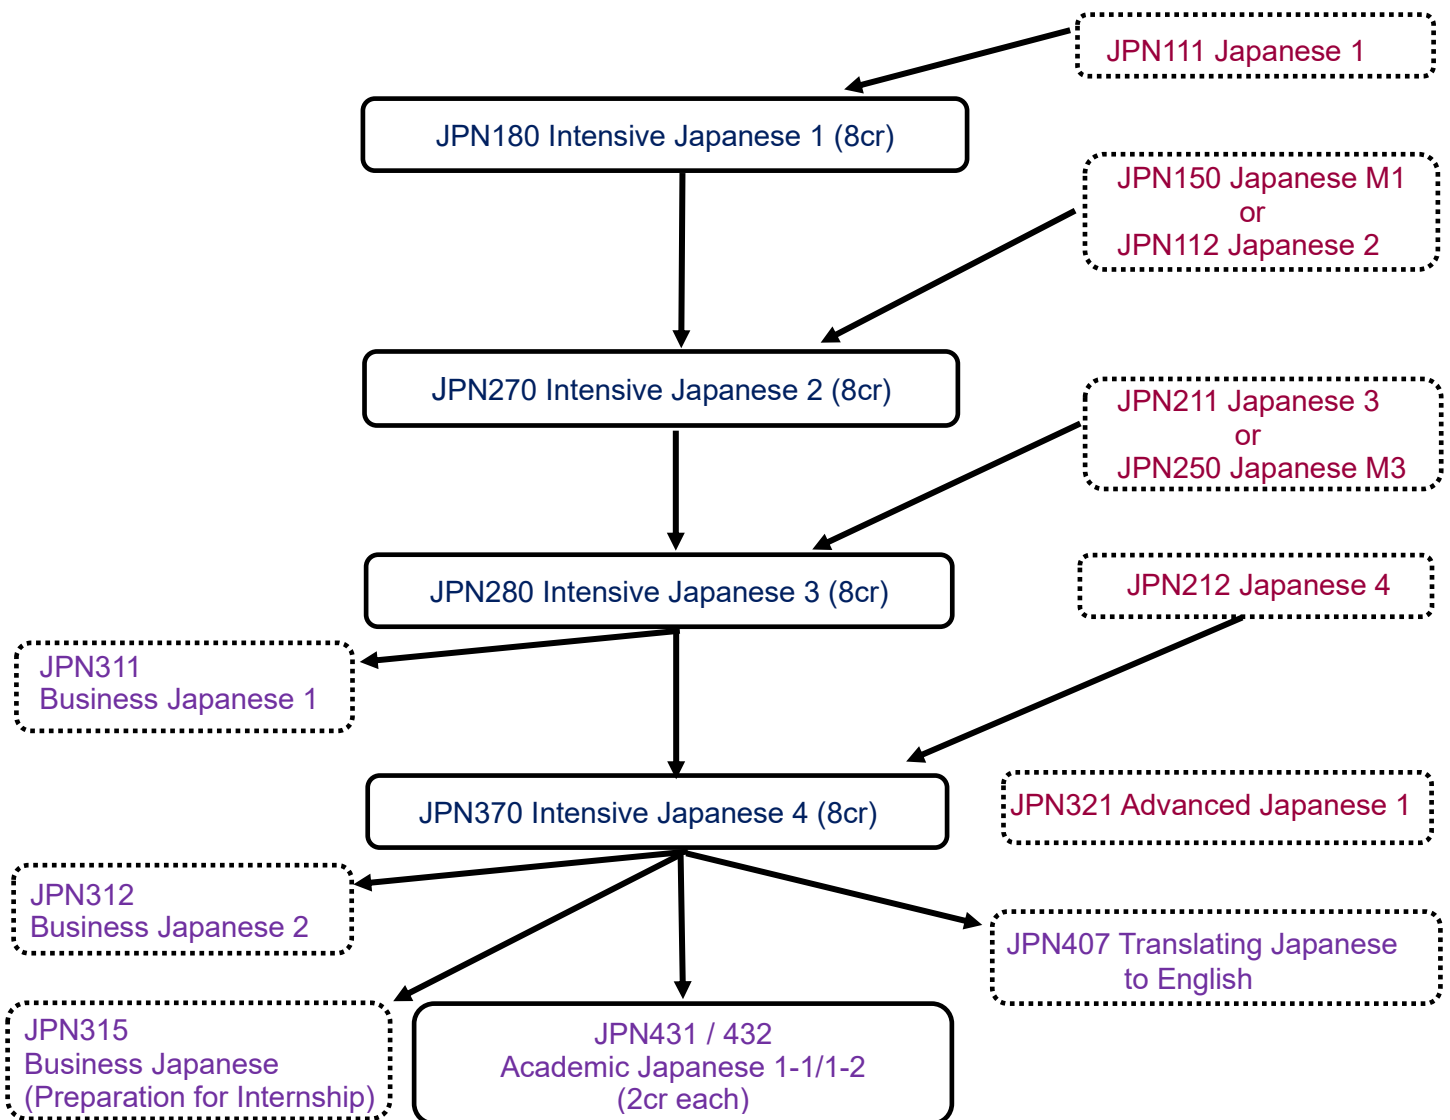 JPN111 Japanese 1
JPN180 Intensive Japanese 1 (8cr)
JPN150 Japanese M1
or
JPN112 Japanese 2
JPN270 Intensive Japanese 2 (8cr)
JPN211 Japanese 3
or
JPN250 Japanese M3
JPN280 Intensive Japanese 3 (8cr)
JPN212 Japanese 4
JPN311
Business Japanese 1
JPN370 Intensive Japanese 4 (8cr)
JPN321 Advanced Japanese 1
JPN312
Business Japanese 2
JPN407 Translating Japanese
to English
JPN315
Business Japanese
(Preparation for Internship)
JPN431 / 432
Academic Japanese 1-1/1-2
(2cr each)